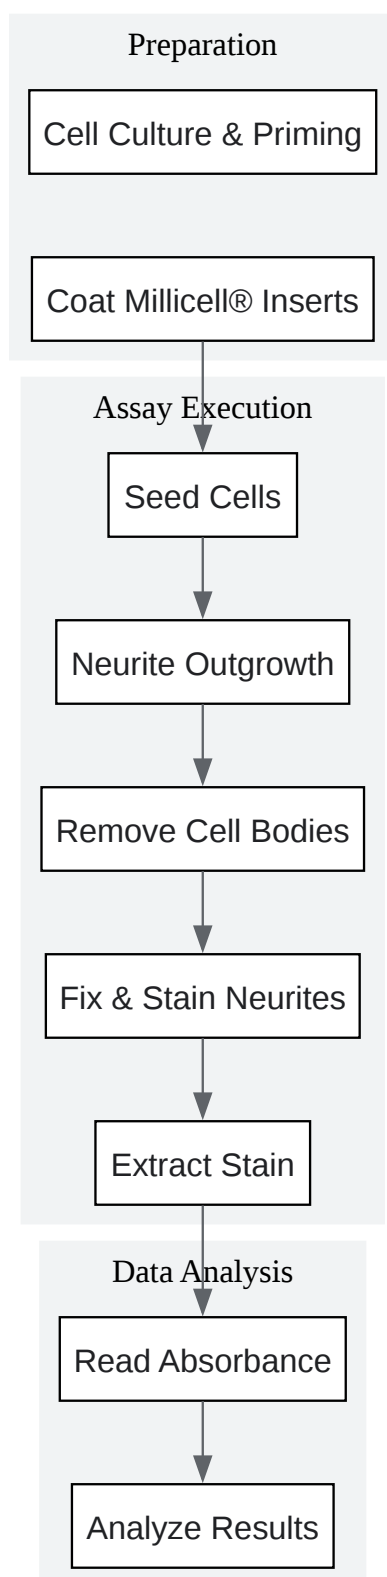 Preparation
Cell Culture & Priming
Coat Millicell® Inserts
Assay Execution
Seed Cells
Neurite Outgrowth
Remove Cell Bodies
Fix & Stain Neurites
Extract Stain
Data Analysis
Read Absorbance
Analyze Results